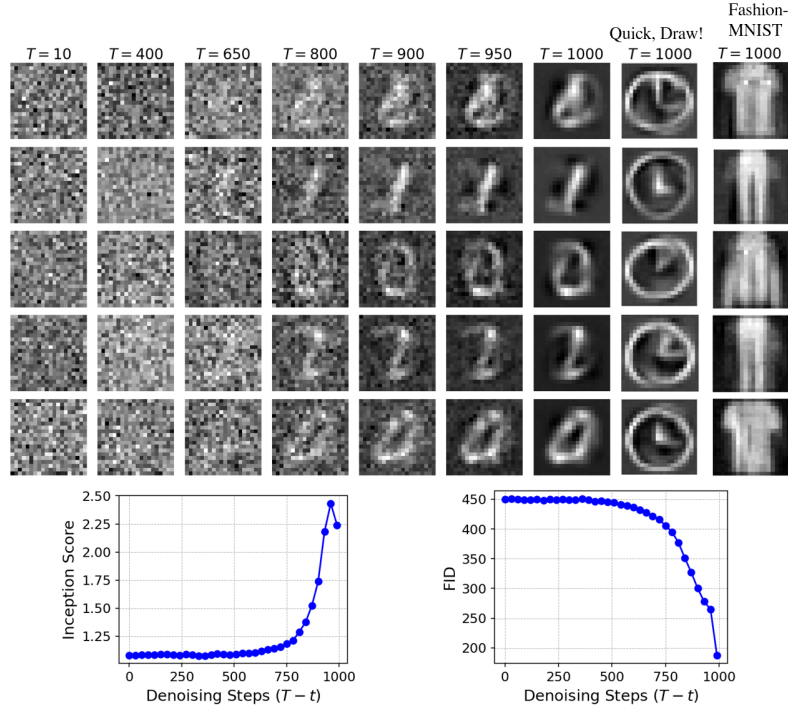 Fashion-
Quick, Draw! MNIST
T = 10 T = 400 T = 650 T = 800 T = 900 T = 950 T = 1000 T = 1000 T = 1000
2.50
2.25
2.00
1.75
1.50
1.25
Inception Score
0 250 500 750 1000
Denoising Steps (T − t)
450
400
350
300
250
200
FID
0 250 500 750 1000
Denoising Steps (T − t)